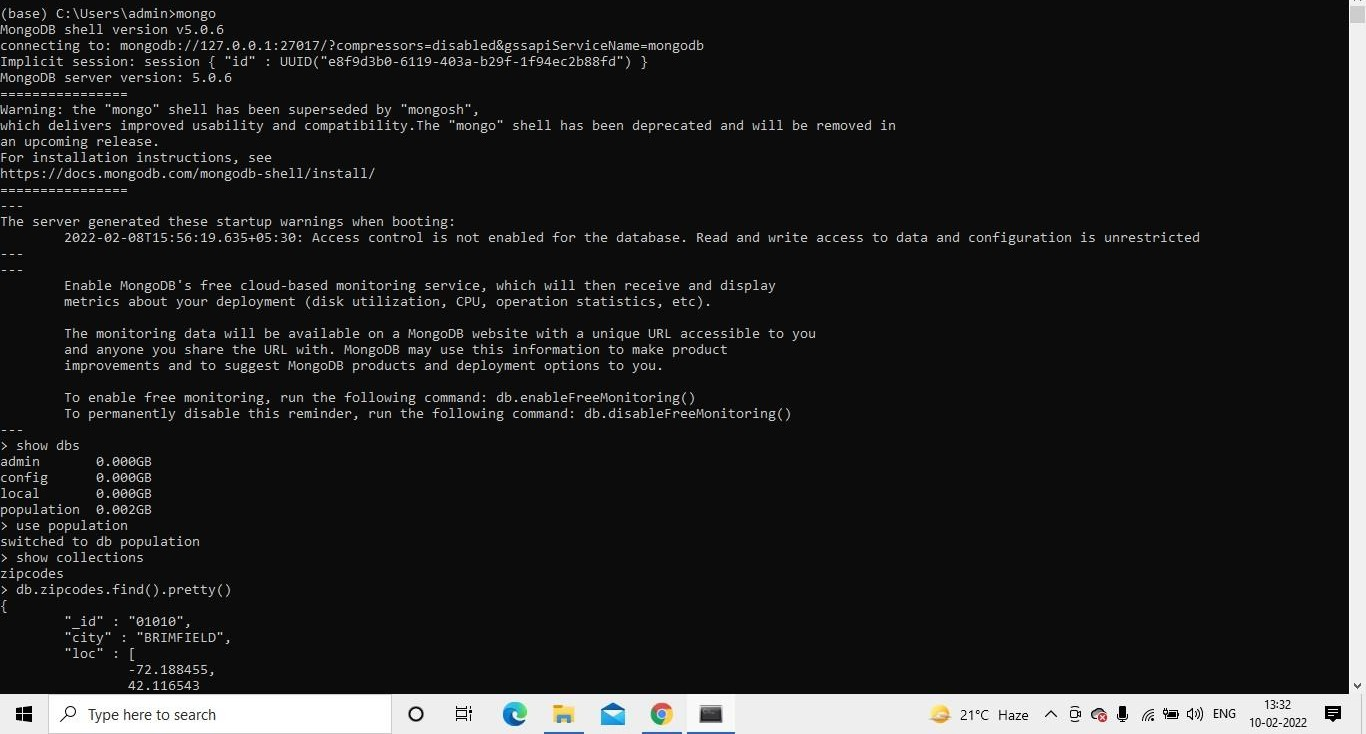 (base) C:\Users\admin>mongo
MongoDB shell version v5.0.6
connecting to: mongodb://127.0.0.1:27017/?compressors=disabled&gssapiServiceName=mongodb
Implicit session: session { "id" : UUID("e8f9d3b0-6119-403a-b29f-1f94ec2b88fd") }
MongoDB server version: 5.0.6
================
Warning: the "mongo" shell has been superseded by "mongosh",
which delivers improved usability and compatibility.The "mongo" shell has been deprecated and will be removed in
an upcoming release.
For installation instructions, see
https://docs.mongodb.com/mongodb-shell/install/
================
---
The server generated these startup warnings when booting:
        2022-02-08T15:56:19.635+05:30: Access control is not enabled for the database. Read and write access to data and configuration is unrestricted
---
---
        Enable MongoDB's free cloud-based monitoring service, which will then receive and display
        metrics about your deployment (disk utilization, CPU, operation statistics, etc).

        The monitoring data will be available on a MongoDB website with a unique URL accessible to you
        and anyone you share the URL with. MongoDB may use this information to make product
        improvements and to suggest MongoDB products and deployment options to you.

        To enable free monitoring, run the following command: db.enableFreeMonitoring()
        To permanently disable this reminder, run the following command: db.disableFreeMonitoring()
---
> show dbs
admin       0.000GB
config      0.000GB
local       0.000GB
population  0.002GB
> use population
switched to db population
> show collections
zipcodes
> db.zipcodes.find().pretty()
{
        "_id" : "01010",
        "city" : "BRIMFIELD",
        "loc" : [
                -72.188455,
                42.116543
Type here to search
21°C Haze
ENG
13:32
10-02-2022